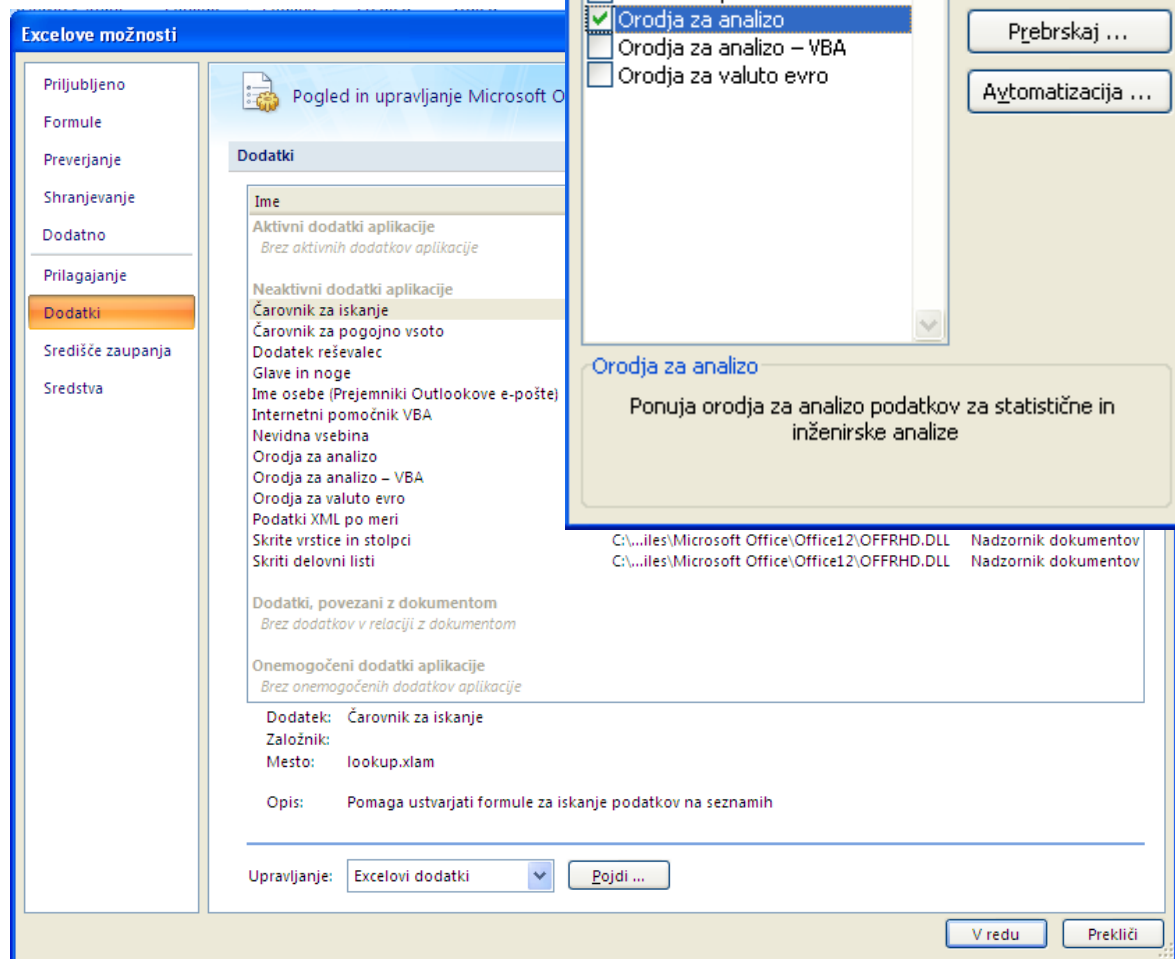 Excelove možnosti
Priljubljeno
Formule
Preverjanje
Shranjevanje
Dodatno
Prilagajanje
Dodatki
Središče zaupanja
Sredstva
Pogled in upravljanje Microsoft O
Dodatki
Ime
Aktivni dodatki aplikacije
Brez aktivnih dodatkov aplikacije
Neaktivni dodatki aplikacije
Čarovnik za iskanje
Čarovnik za pogojno vsoto
Dodatek reševalec
Glave in noge
Ime osebe (Prejemniki Outlookove e-pošte)
Internetni pomočnik VBA
Nevidna vsebina
Orodja za analizo
Orodja za analizo – VBA
Orodja za valuto evro
Podatki XML po meri
Skrite vrstice in stolpci C:\...iles\Microsoft Office\Office12\OFFRHD.DLL Nadzornik dokumentov
Skriti delovni listi C:\...iles\Microsoft Office\Office12\OFFRHD.DLL Nadzornik dokumentov
Dodatki, povezani z dokumentom
Brez dodatkov v relaciji z dokumentom
Onemogočeni dodatki aplikacije
Brez onemogočenih dodatkov aplikacije
Dodatek: Čarovnik za iskanje
Založnik:
Mesto: lookup.xlam
Opis: Pomaga ustvarjati formule za iskanje podatkov na seznamih
Upravljanje: Excelovi dodatki Pojdi ...
V redu Prekliči
Orodja za analizo
Orodja za analizo – VBA
Orodja za valuto evro
Prebrskaj ...
Avtomatizacija ...
Orodja za analizo
Ponuja orodja za analizo podatkov za statistične in
inženirske analize